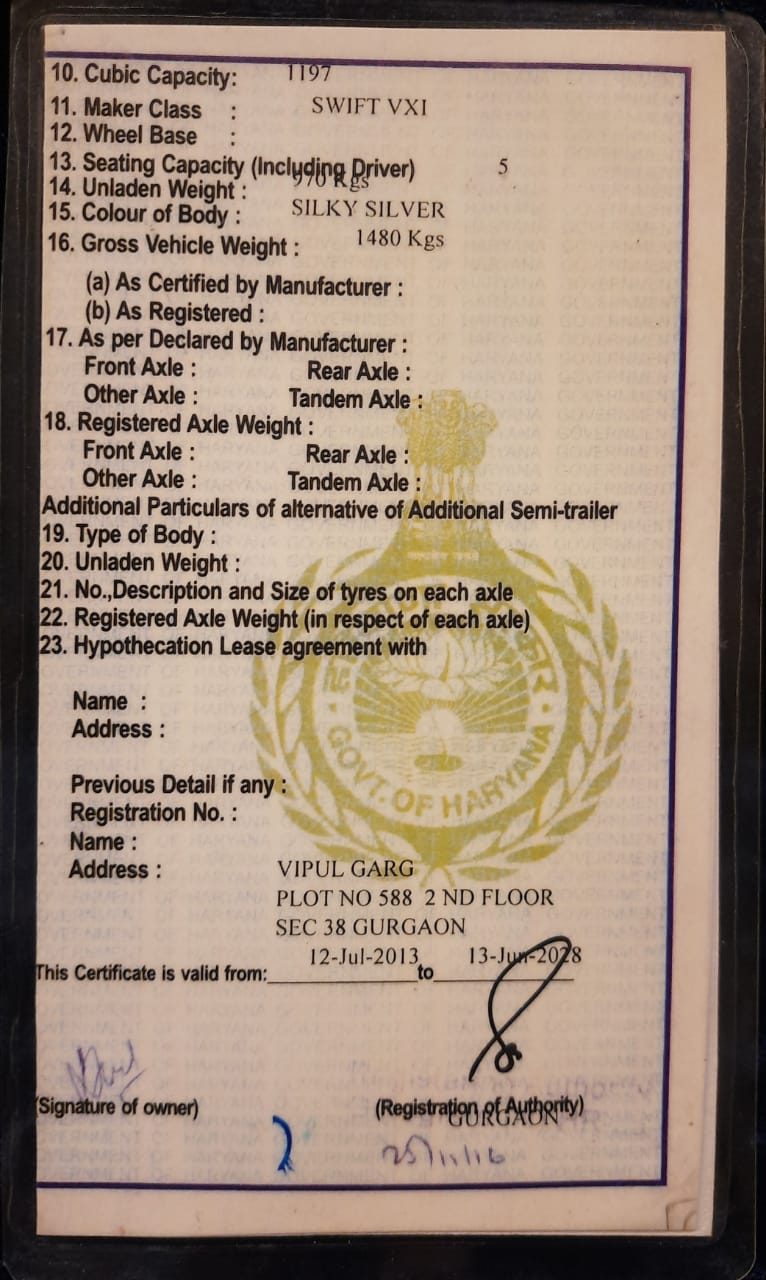 10. Cubic Capacity: 1197
11. Maker Class : SWIFT VXI
12. Wheel Base :
13. Seating Capacity (Including Driver) 5
14. Unladen Weight : 970 Kgs
15. Colour of Body : SILKY SILVER
16. Gross Vehicle Weight : 1480 Kgs
(a) As Certified by Manufacturer :
(b) As Registered :
17. As per Declared by Manufacturer :
Front Axle : Rear Axle :
Other Axle : Tandem Axle :
18. Registered Axle Weight :
Front Axle : Rear Axle :
Other Axle : Tandem Axle :
Additional Particulars of alternative of Additional Semi-trailer
19. Type of Body :
20. Unladen Weight :
21. No.,Description and Size of tyres on each axle
22. Registered Axle Weight (in respect of each axle)
23. Hypothecation Lease agreement with
Name :
Address :
GOVT. OF HARYANA
Previous Detail if any :
Registration No. :
Name :
Address : VIPUL GARG
PLOT NO 588 2 ND FLOOR
SEC 38 GURGAON
12-Jul-2013 13-Jun-2028
This Certificate is valid from: to
(Signature of owner) (Registration of Authority)
GURGAON
25/11/16